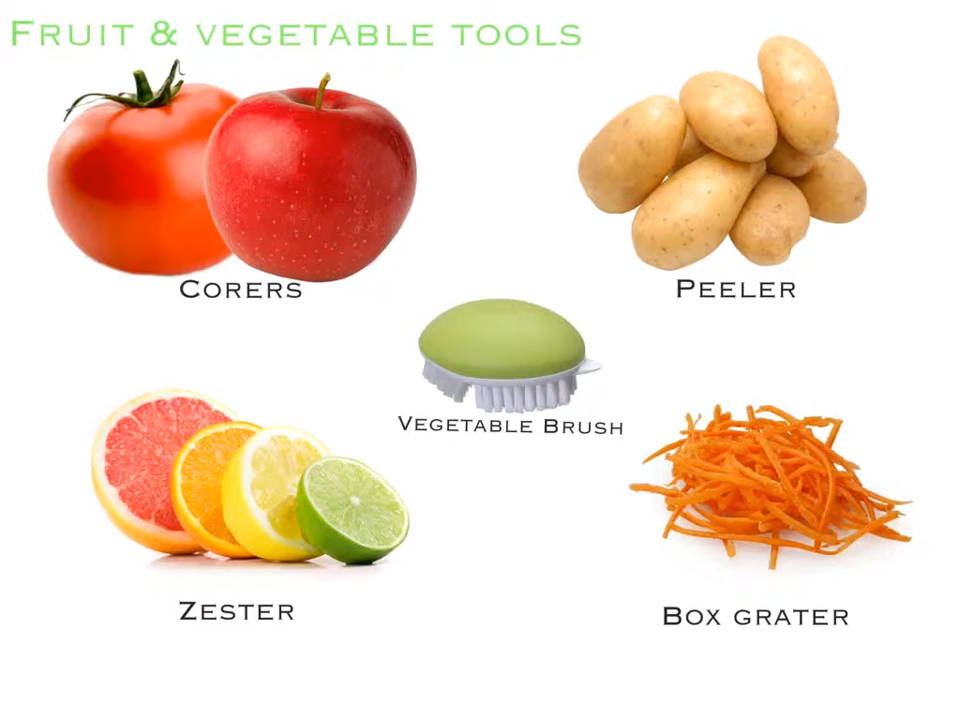 Fruit & vegetable tools
Corers
Peeler
Vegetable Brush
Zester
Box grater